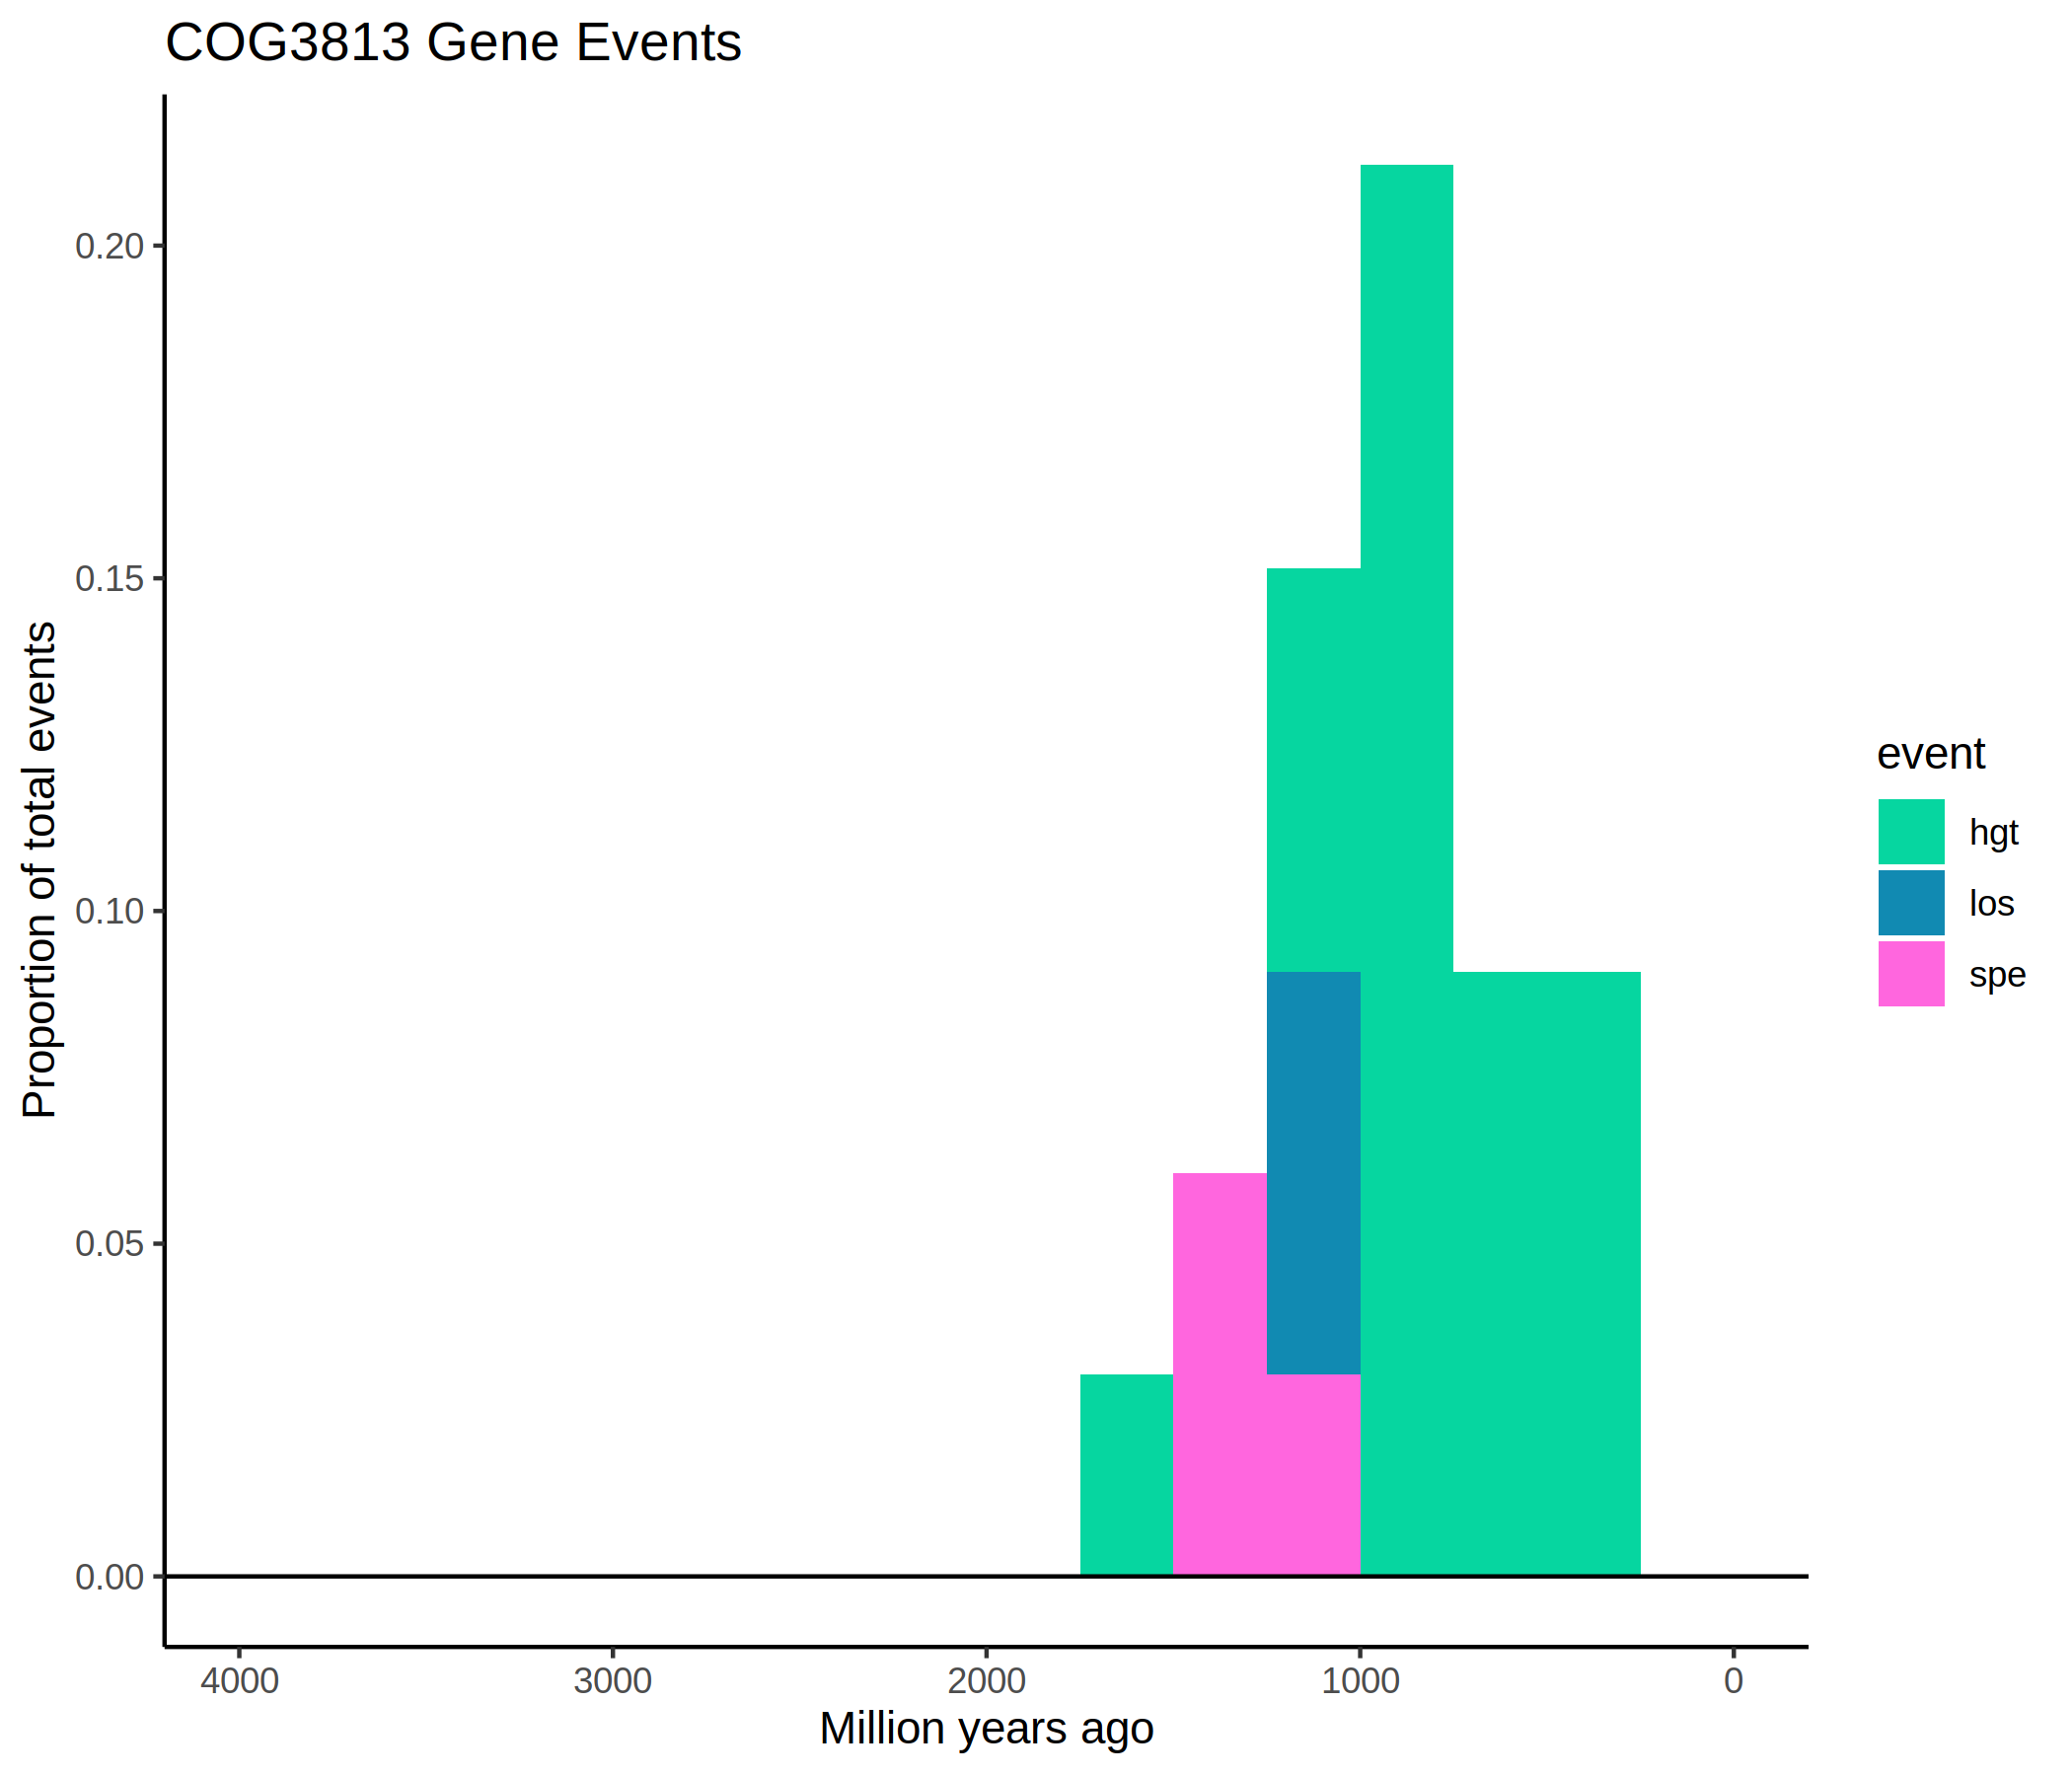 COG3813 Gene Events
Proportion of total events
0.20
0.15
0.10
0.05
0.00
4000 3000 2000 1000 0
Million years ago
event
hgt
los
spe